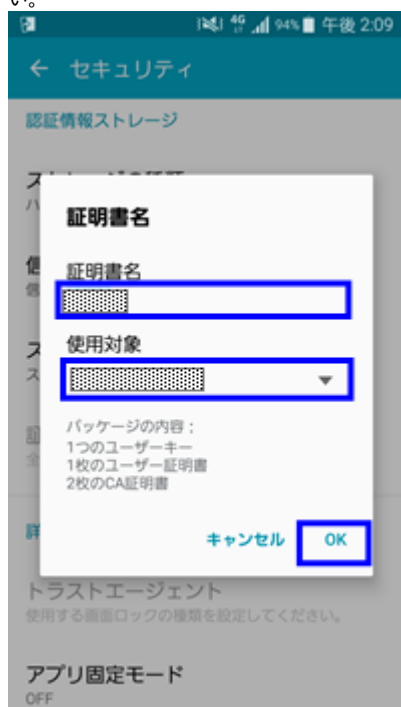 い。
94% 午後 2:09
セキュリティ
認証情報ストレージ
証明書名
証明書名
使用対象
パッケージの内容：
1つのユーザーキー
1枚のユーザー証明書
2枚のCA証明書
キャンセル OK
トラストエージェント
使用する画面ロックの種類を設定してください。
アプリ固定モード
OFF